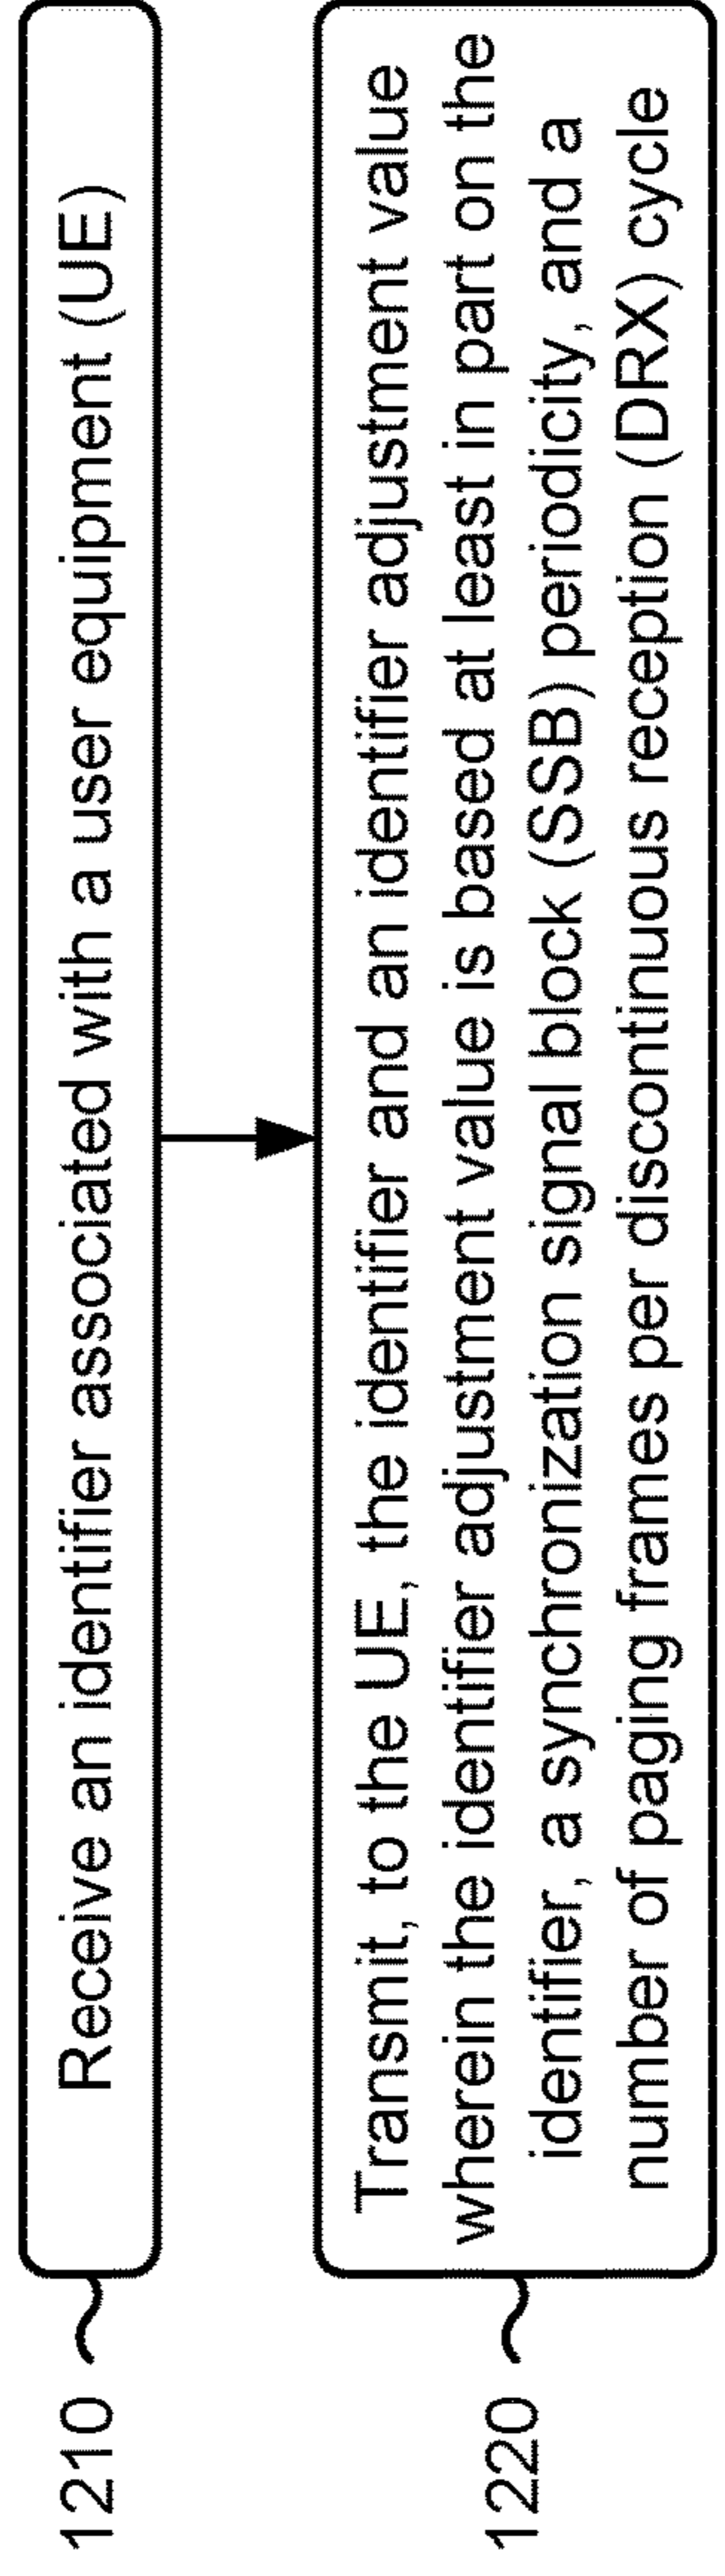 1210
Receive an identifier associated with a user equipment (UE)
1220
Transmit, to the UE, the identifier and an identifier adjustment value
wherein the identifier adjustment value is based at least in part on the
identifier, a synchronization signal block (SSB) periodicity, and a
number of paging frames per discontinuous reception (DRX) cycle